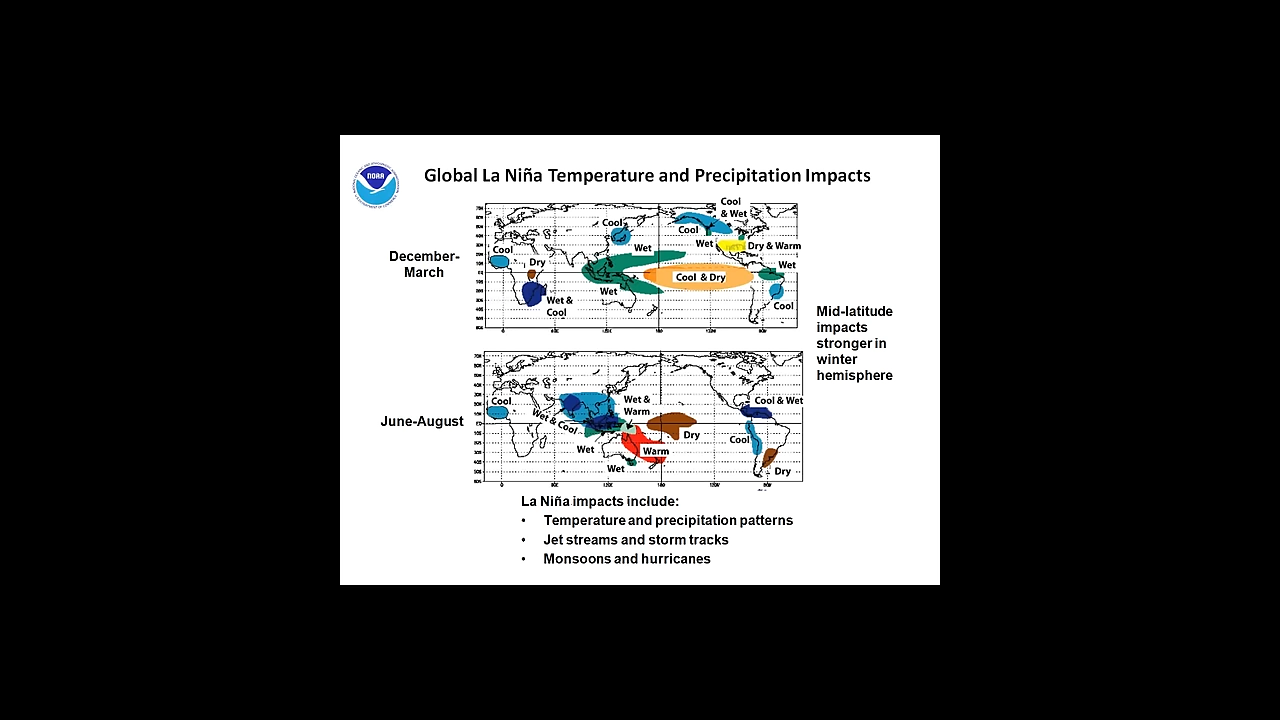 NOAA
Global La Niña Temperature and Precipitation Impacts
December-
March
Cool
& Wet
Cool
Cool
Wet
Wet
Dry & Warm
Cool
Dry
Wet
Cool & Dry
Wet
Wet &
Cool
Cool
Mid-latitude
impacts
stronger in
winter
hemisphere
June-August
Cool
Wet & Cool
Wet &
Warm
Cool & Wet
Dry
Cool
Wet
Warm
Wet
Dry
La Niña impacts include:
• Temperature and precipitation patterns
• Jet streams and storm tracks
• Monsoons and hurricanes